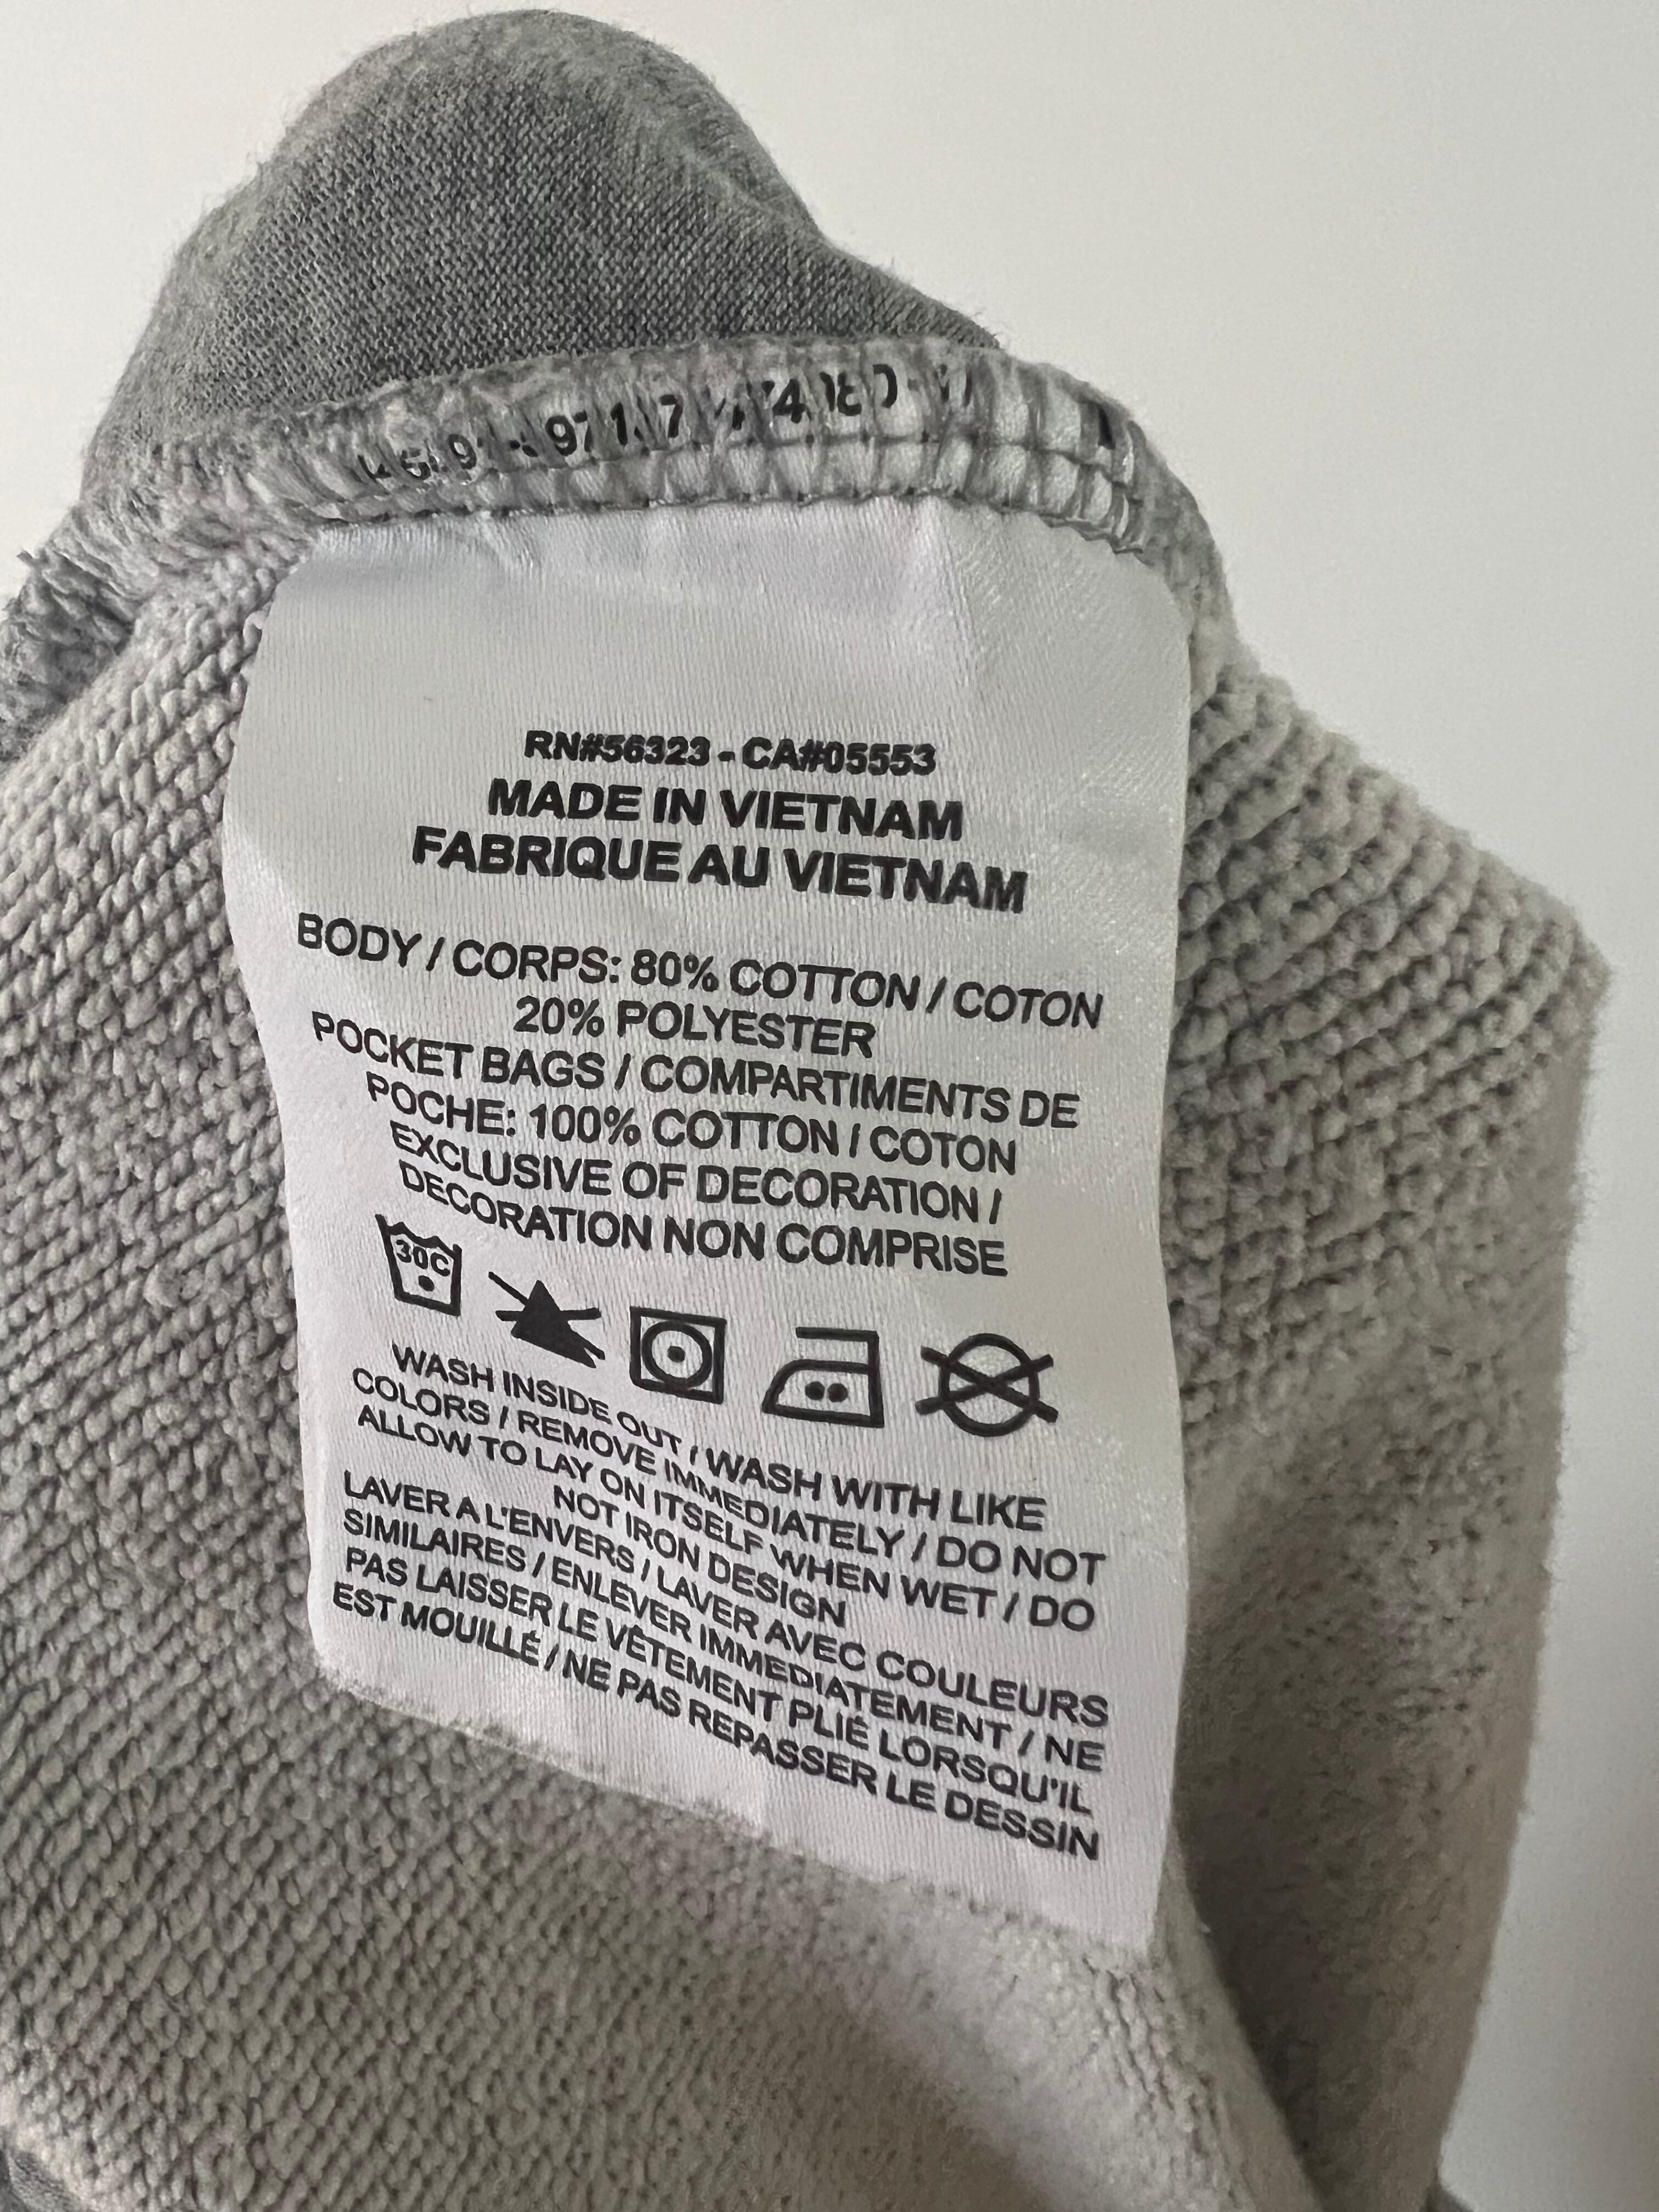 RN#56323 - CA#05553
MADE IN VIETNAM
FABRIQUE AU VIETNAM
BODY / CORPS: 80% COTTON / COTON
20% POLYESTER
POCKET BAGS / COMPARTIMENTS DE
POCHE: 100% COTTON / COTON
EXCLUSIVE OF DECORATION /
DECORATION NON COMPRISE
30C
WASH INSIDE OUT / WASH WITH LIKE
COLORS / REMOVE IMMEDIATELY / DO NOT
ALLOW TO LAY ON ITSELF WHEN WET / DO
NOT IRON DESIGN
LAVER A L'ENVERS / LAVER AVEC COULEURS
SIMILAIRES / ENLEVER IMMEDIATEMENT / NE
PAS LAISSER LE VÊTEMENT PLIÉ LORSQU'IL
EST MOUILLÉ / NE PAS REPASSER LE DESSIN